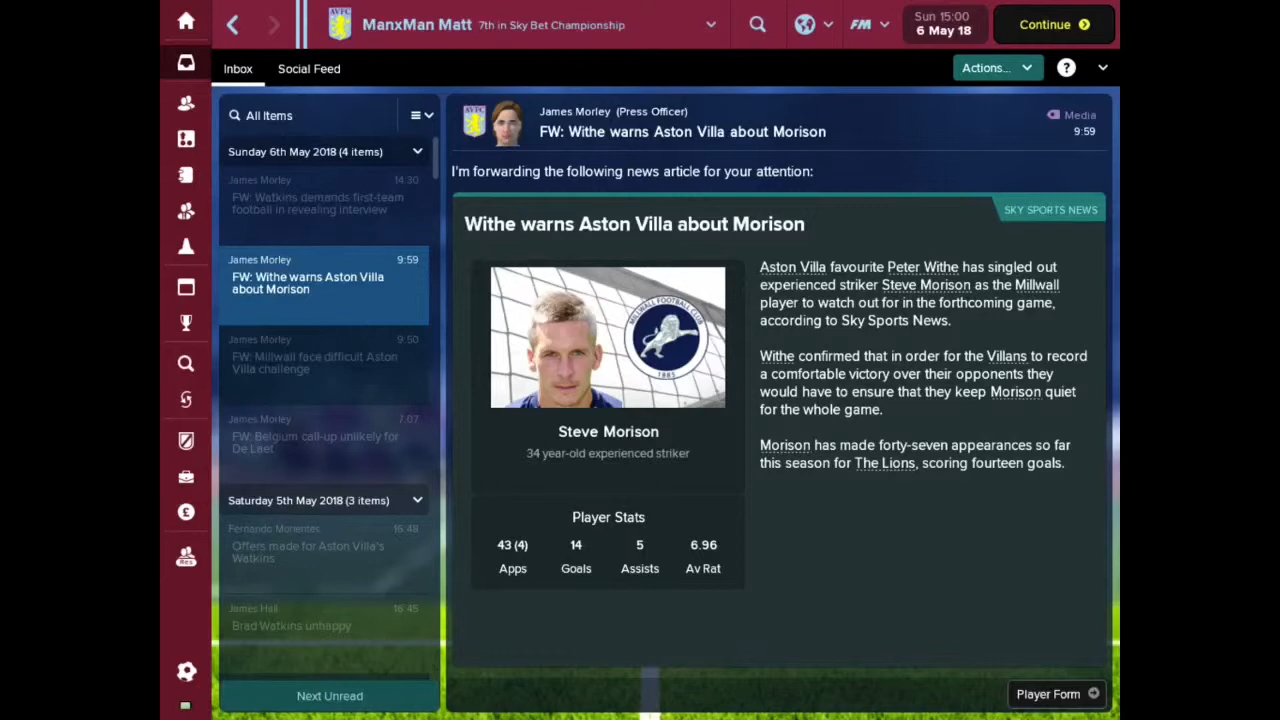 AVFC
ManxMan Matt 7th in Sky Bet Championship
FM
Sun 15:00
6 May 18
Continue
Inbox
Social Feed
Actions...
?
All Items
Sunday 6th May 2018 (4 items)
James Morley 14:30
FW: Watkins demands first-team
football in revealing interview
James Morley 9:59
FW: Withe warns Aston Villa
about Morison
James Morley 9:50
FW: Millwall face difficult Aston
Villa challenge
James Morley 7:07
FW: Belgium call-up unlikely for
De Laet
Saturday 5th May 2018 (3 items)
Fernando Morientes 16:48
Offers made for Aston Villa's
Watkins
James Hall 16:45
Brad Watkins unhappy
Next Unread
AVFC
James Morley (Press Officer)
FW: Withe warns Aston Villa about Morison
Media
9:59
I'm forwarding the following news article for your attention:
SKY SPORTS NEWS
Withe warns Aston Villa about Morison
MILLWALL FOOTBALL CLUB
1885
Steve Morison
34 year-old experienced striker
Player Stats
43 (4) 14 5 6.96
Apps Goals Assists Av Rat
Aston Villa favourite Peter Withe has singled out
experienced striker Steve Morison as the Millwall
player to watch out for in the forthcoming game,
according to Sky Sports News.
Withe confirmed that in order for the Villans to record
a comfortable victory over their opponents they
would have to ensure that they keep Morison quiet
for the whole game.
Morison has made forty-seven appearances so far
this season for The Lions, scoring fourteen goals.
Player Form
£
Res